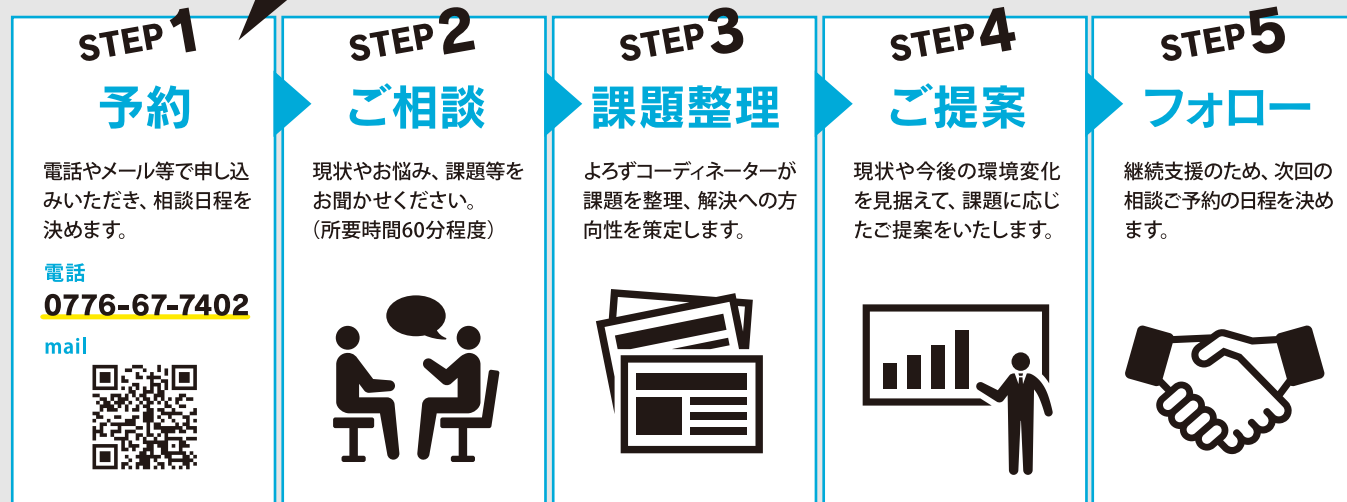 STEP 1
予約
電話やメール等で申し込
みいただき、相談日程を
決めます。
電話
0776-67-7402
mail
STEP 2
ご相談
現状やお悩み、課題等を
お聞かせください。
（所要時間60分程度）
STEP 3
課題整理
よろずコーディネーターが
課題を整理、解決への方
向性を策定します。
STEP 4
ご提案
現状や今後の環境変化
を見据えて、課題に応じ
たご提案をいたします。
STEP 5
フォロー
継続支援のため、次回の
相談ご予約の日程を決め
ます。